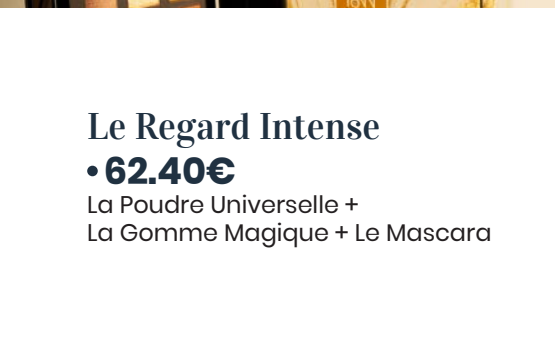 Le Regard Intense
• 62.40€
La Poudre Universelle +
La Gomme Magique + Le Mascara